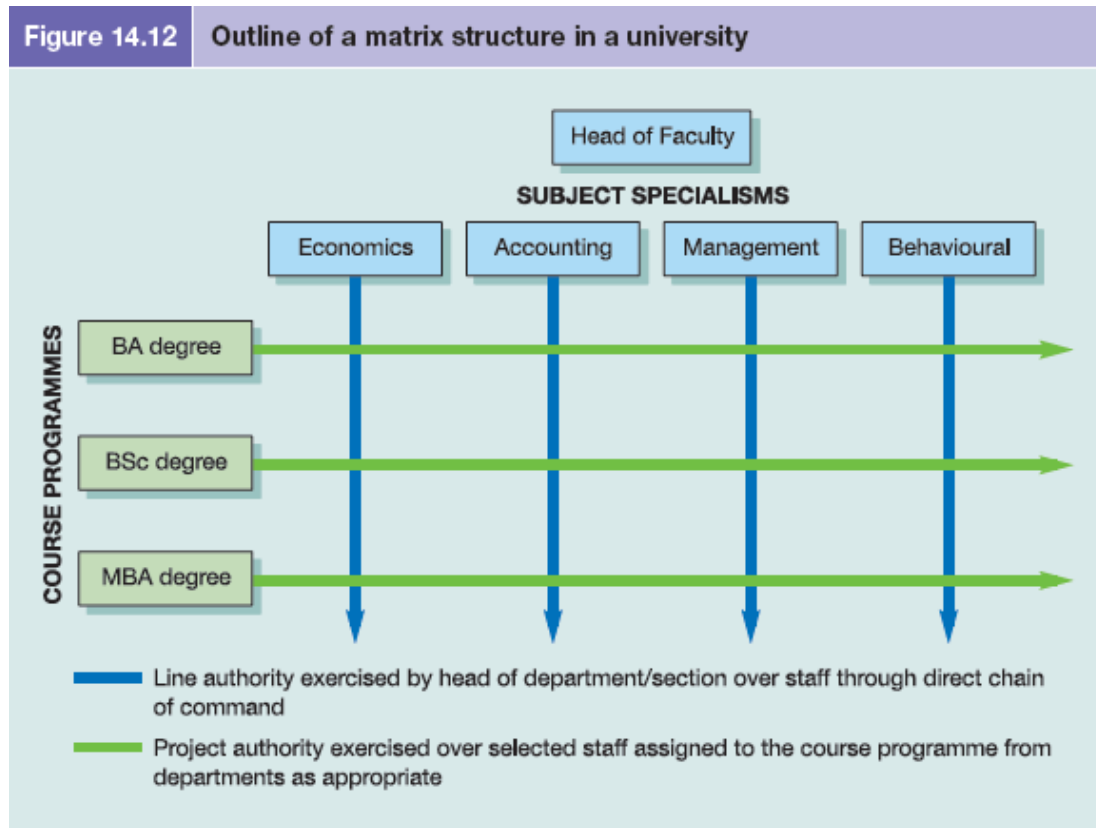 Figure 14.12 Outline of a matrix structure in a university
Head of Faculty
SUBJECT SPECIALISMS
Economics
Accounting
Management
Behavioural
COURSE PROGRAMMES
BA degree
BSc degree
MBA degree
Line authority exercised by head of department/section over staff through direct chain
of command
Project authority exercised over selected staff assigned to the course programme from
departments as appropriate